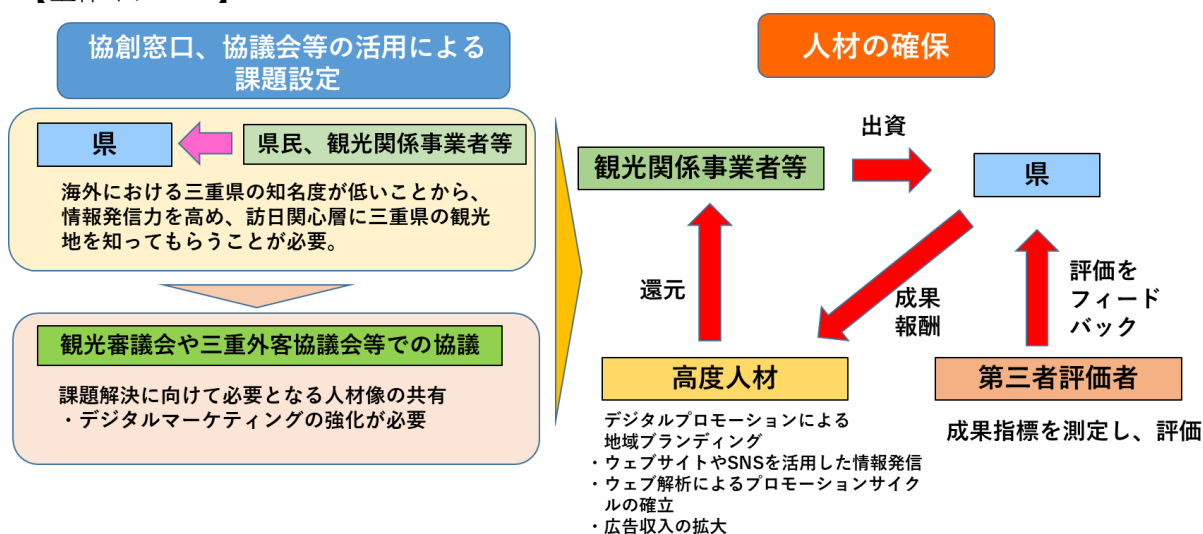 協創窓口、協議会等の活用による
課題設定
県
県民、観光関係事業者等
海外における三重県の知名度が低いことから、
情報発信力を高め、訪日関心層に三重県の観光
地を知ってもらうことが必要。
観光審議会や三重外客協議会等での協議
課題解決に向けて必要となる人材像の共有
・デジタルマーケティングの強化が必要
人材の確保
観光関係事業者等
出資
県
還元
成果
報酬
評価を
フィード
バック
高度人材
デジタルプロモーションによる
地域ブランディング
・ウェブサイトやSNSを活用した情報発信
・ウェブ解析によるプロモーションサイク
ルの確立
・広告収入の拡大
第三者評価者
成果指標を測定し、評価